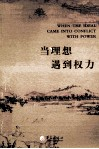 WHEN THE IDEAL
CAME INTO CONFLICT
WITH POWER
当理想
遇到权力